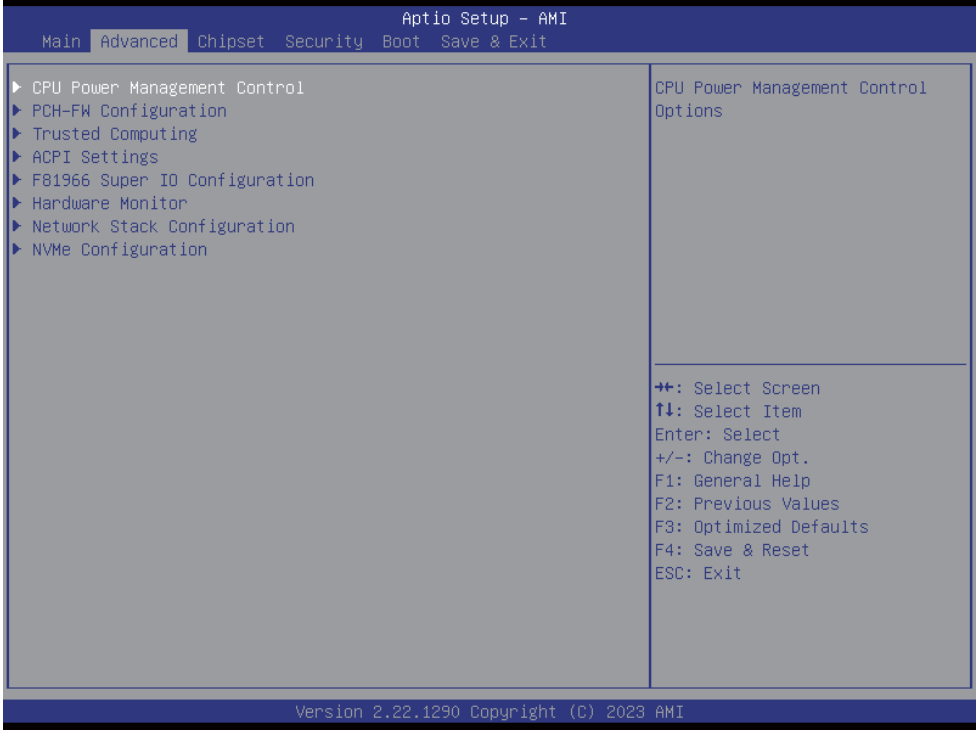 Aptio Setup – AMI
Main Advanced Chipset Security Boot Save & Exit
▶ CPU Power Management Control
▶ PCH-FW Configuration
▶ Trusted Computing
▶ ACPI Settings
▶ F81966 Super IO Configuration
▶ Hardware Monitor
▶ Network Stack Configuration
▶ NVMe Configuration
CPU Power Management Control
Options
→←: Select Screen
↑↓: Select Item
Enter: Select
+/-: Change Opt.
F1: General Help
F2: Previous Values
F3: Optimized Defaults
F4: Save & Reset
ESC: Exit
Version 2.22.1290 Copyright (C) 2023 AMI